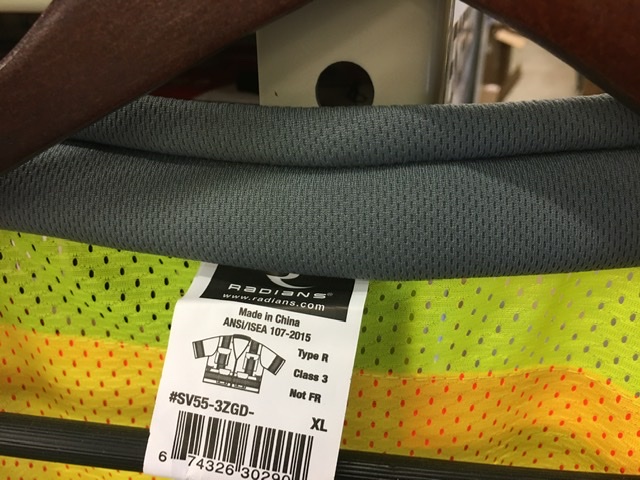 RADIANS®
www.radians.com
Made in China
ANSI/ISEA 107-2015
Type R
Class 3
Not FR
#SV55-3ZGD-
XL
6 74326 30290